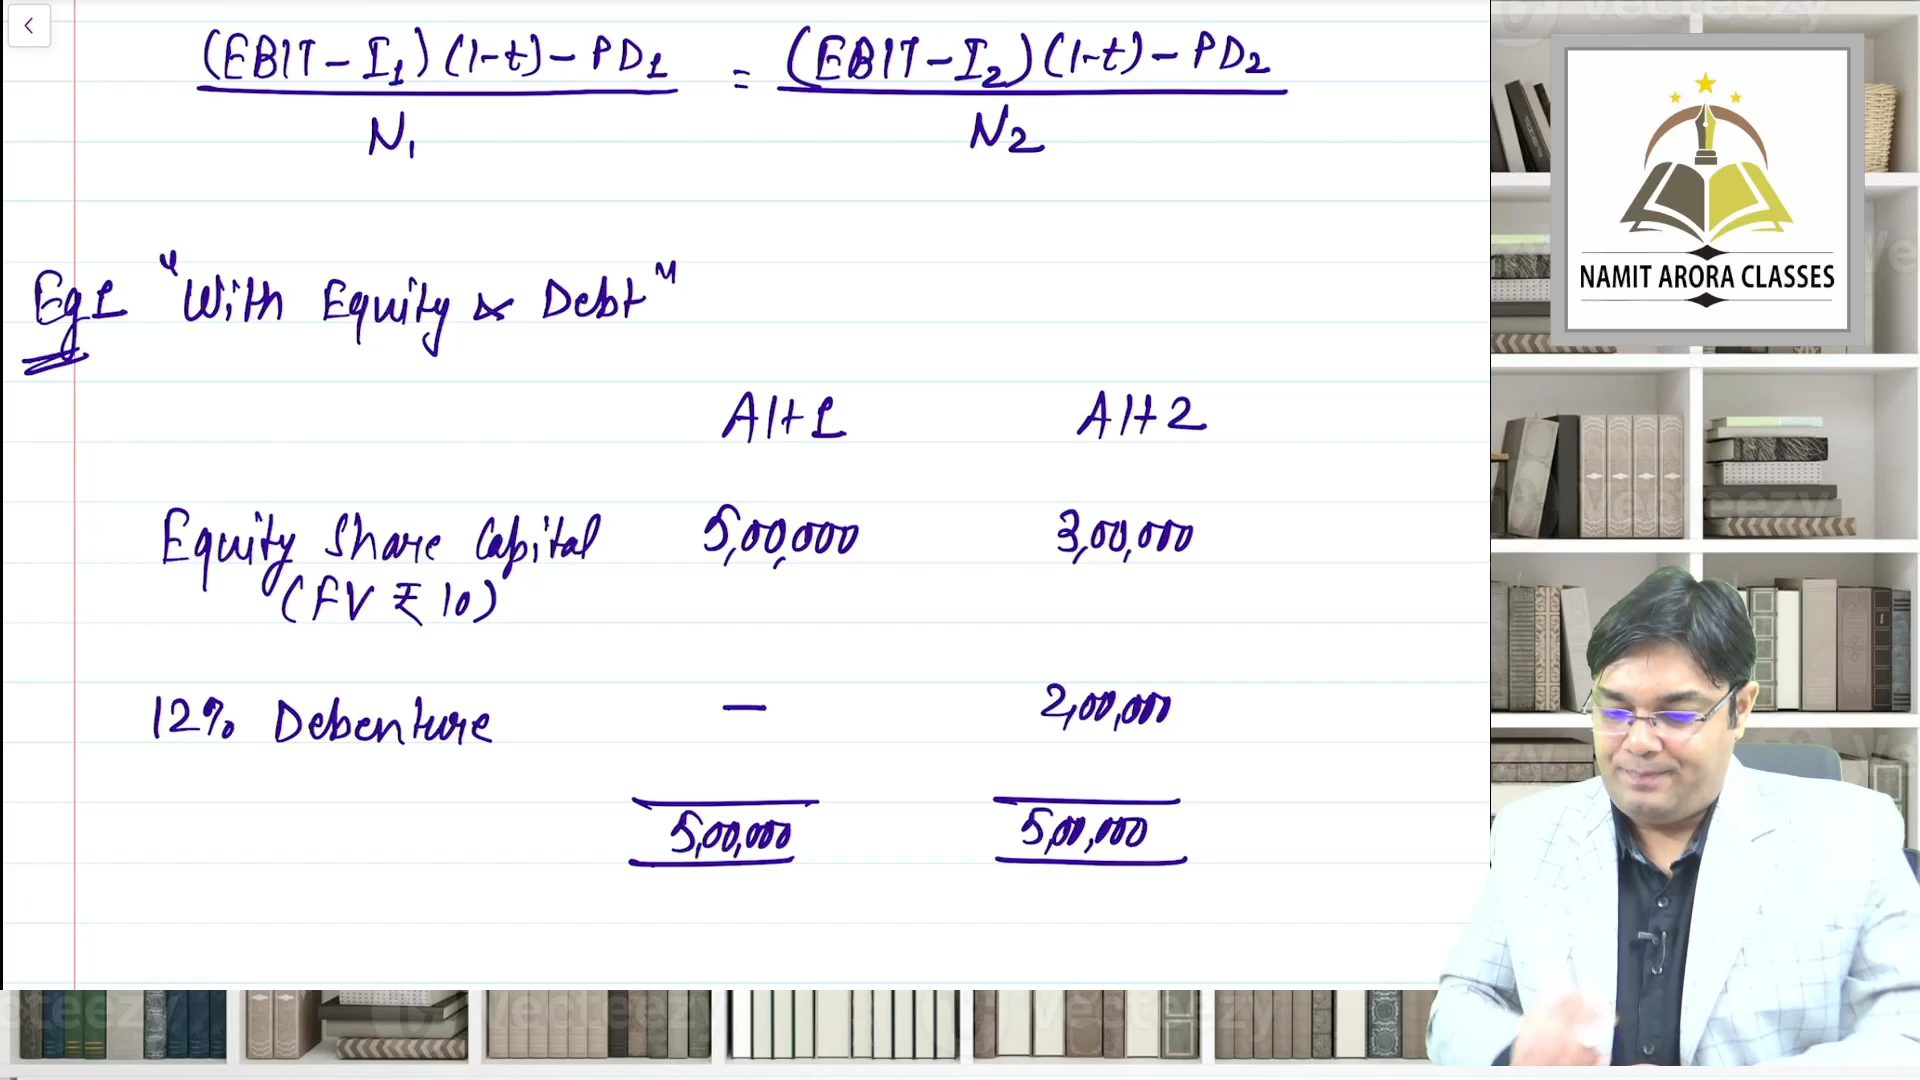 (EBIT - I1) (1-t) - PD1 = (EBIT - I2) (1-t) - PD2
N1 N2
Eg 1 "With Equity & Debt"
Alt 1 Alt 2
Equity Share Capital 5,00,000 3,00,000
(FV ₹ 10)
12% Debenture — 2,00,000
5,00,000 5,00,000
NAMIT ARORA CLASSES